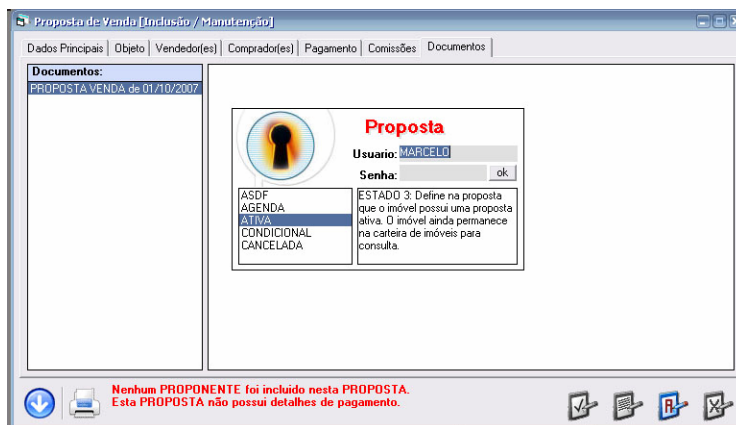 Proposta de Venda [Inclusão / Manutenção]
Dados Principais Objeto Vendedor(es) Comprador(es) Pagamento Comissões Documentos
Documentos:
PROPOSTA VENDA de 01/10/2007
Proposta
Usuario: MARCELO
Senha: ok
ASDF
AGENDA
ATIVA
CONDICIONAL
CANCELADA
ESTADO 3: Define na proposta
que o imóvel possui uma proposta
ativa. O imóvel ainda permanece
na carteira de imóveis para
consulta.
Nenhum PROPONENTE foi incluido nesta PROPOSTA.
Esta PROPOSTA não possui detalhes de pagamento.